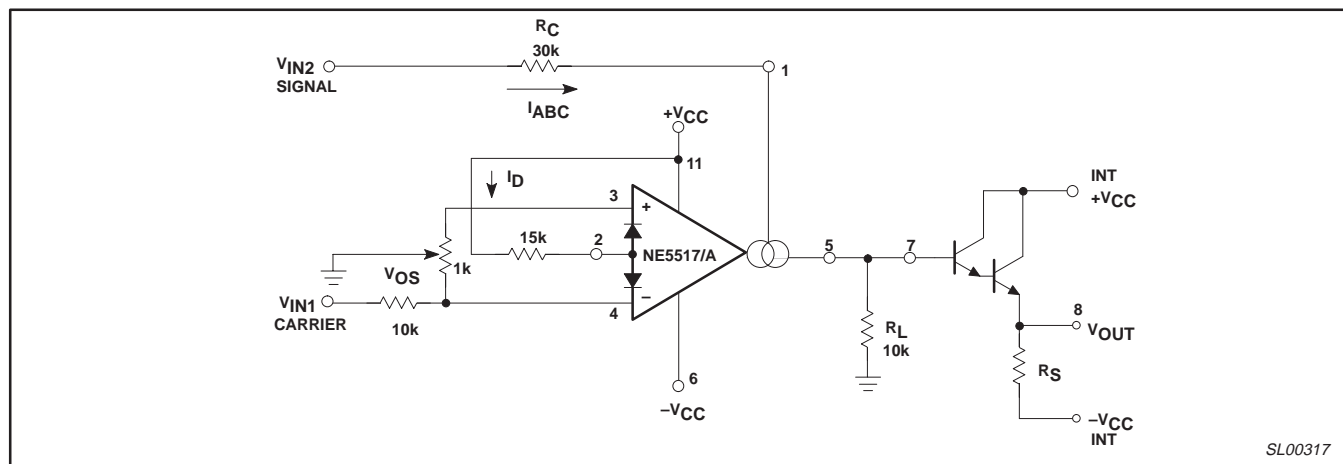 RC
30k
VIN2
SIGNAL
1
IABC
+VCC
11
ID
3
+
INT
+VCC
15k
2
NE5517/A
5
7
VOS
1k
VIN1
CARRIER
10k
–
4
RL
10k
8
VOUT
RS
6
–VCC
–VCC
INT
SL00317